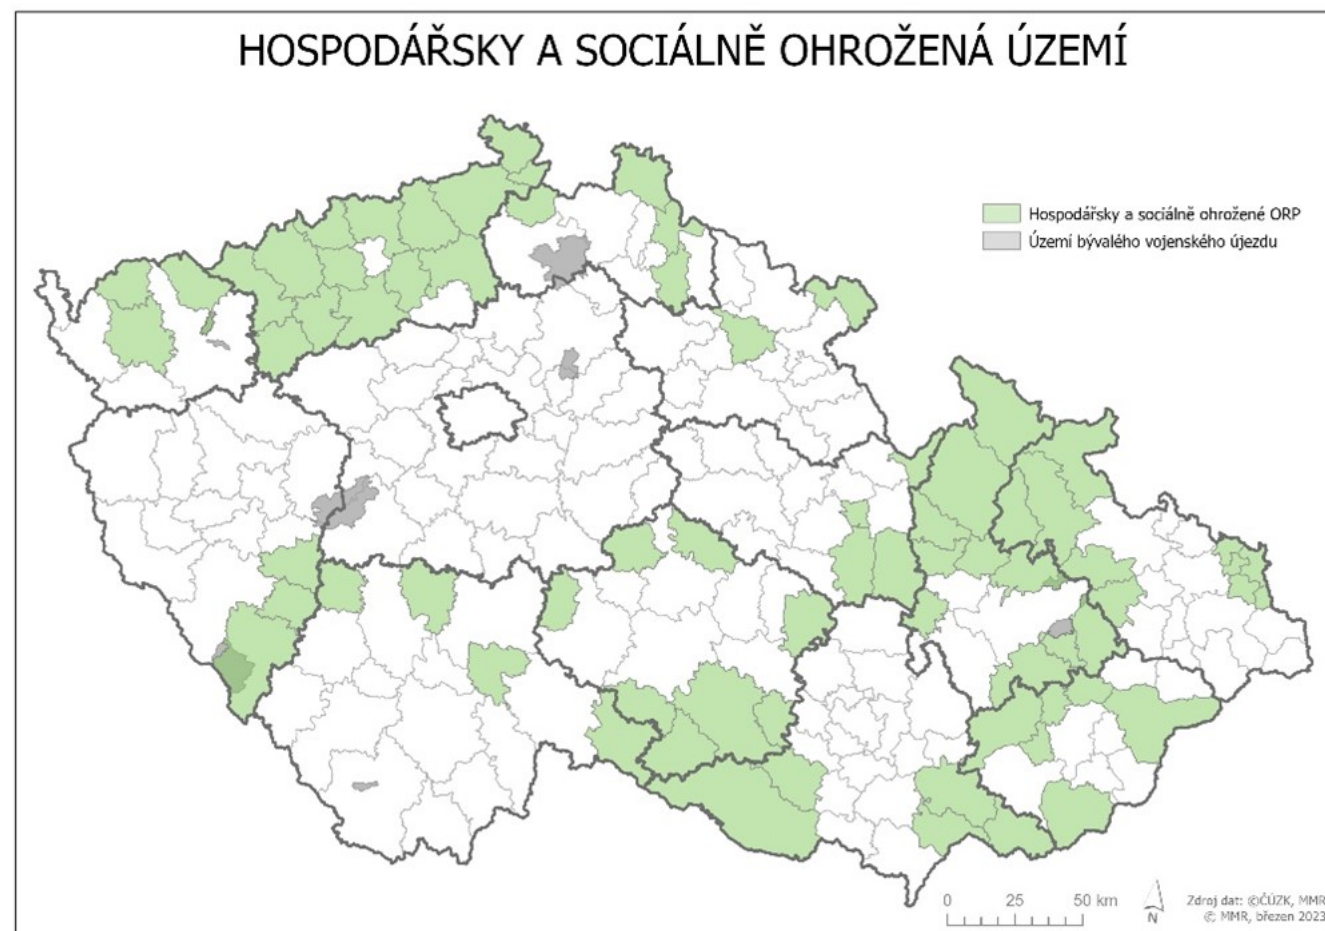 HOSPODÁŘSKY A SOCIÁLNĚ OHROŽENÁ ÚZEMÍ
Hospodářsky a sociálně ohrožené ORP
Území bývalého vojenského újezdu
0 25 50 km
N
Zdroj dat: ©ČÚZK, MMR
© MMR, březen 2023